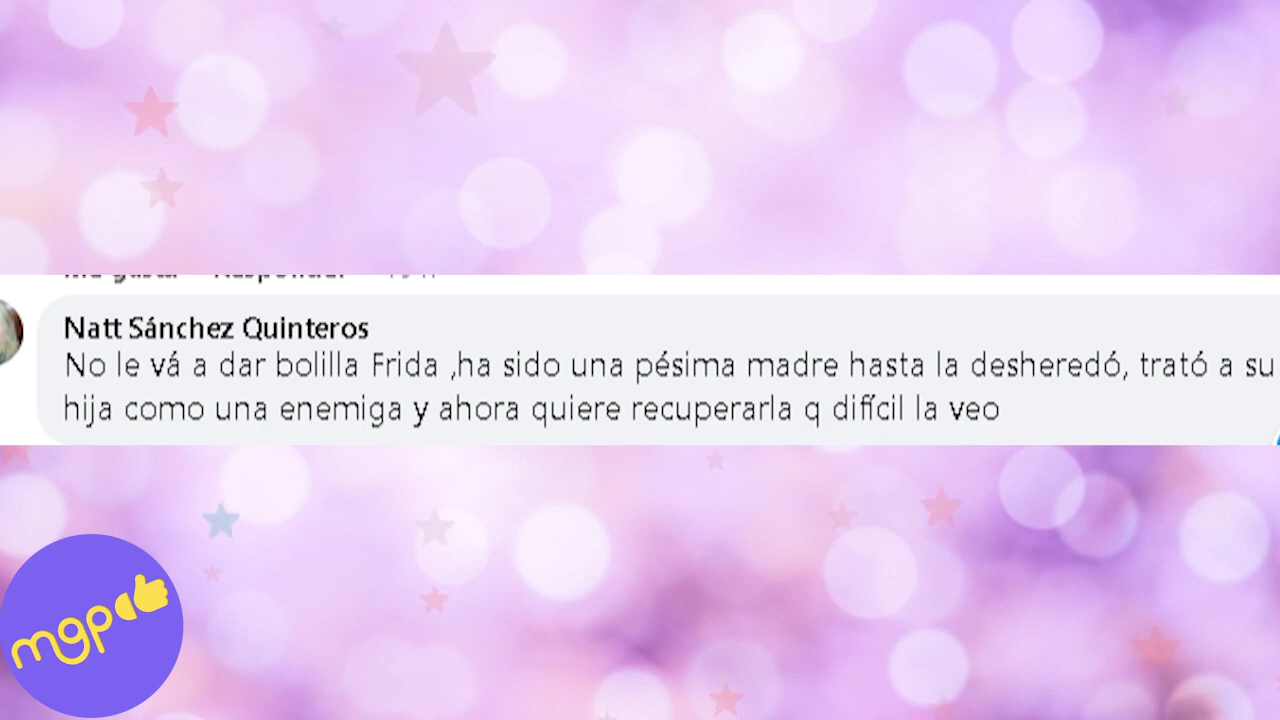 Natt Sánchez Quinteros
No le vá a dar bolilla Frida ,ha sido una pésima madre hasta la desheredó, trató a su
hija como una enemiga y ahora quiere recuperarla q difícil la veo
mgp